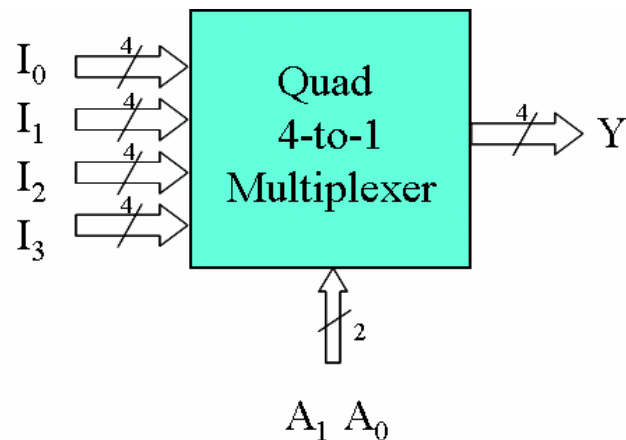 I₀ 4
I₁ 4
I₂ 4
I₃ 4
Quad
4-to-1
Multiplexer
4 Y
2
A₁ A₀